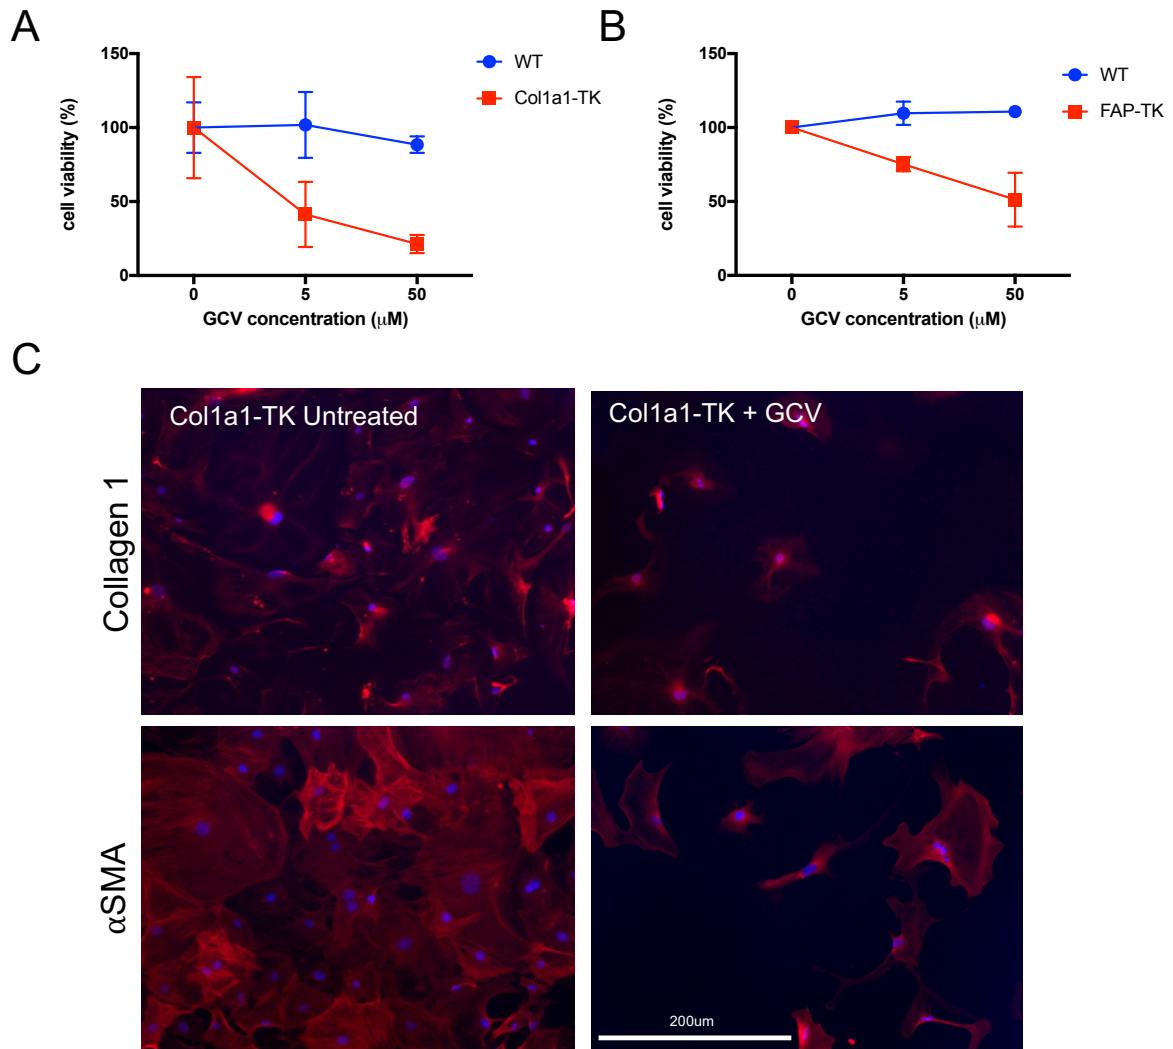 A
150
100
50
0
cell viability (%)
0 5 50
GCV concentration (μM)
WT
Col1a1-TK
B
150
100
50
0
cell viability (%)
0 5 50
GCV concentration (μM)
WT
FAP-TK
C
Col1a1-TK Untreated
Col1a1-TK + GCV
Collagen 1
αSMA
200um